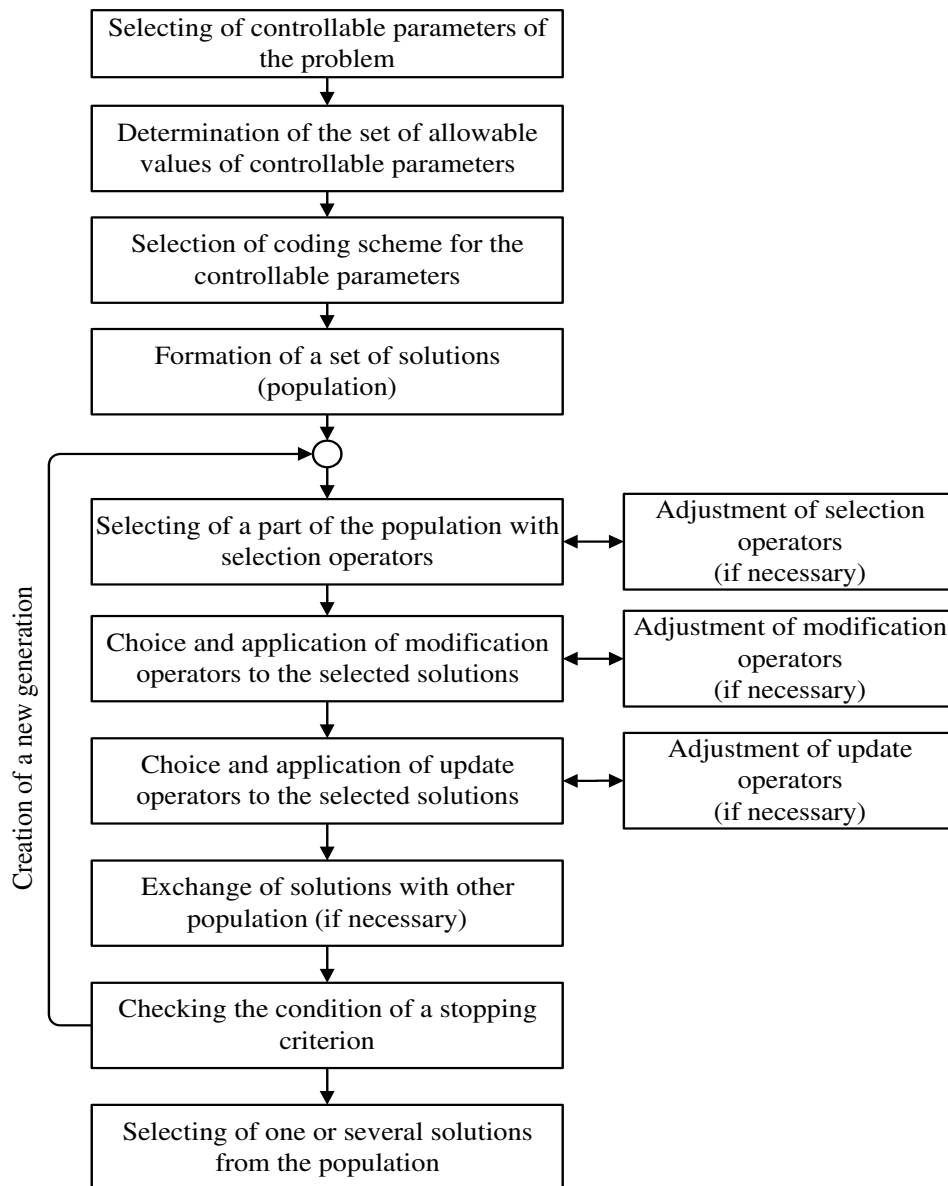 Selecting of controllable parameters of
the problem
Determination of the set of allowable
values of controllable parameters
Selection of coding scheme for the
controllable parameters
Formation of a set of solutions
(population)
Selecting of a part of the population with
selection operators
Adjustment of selection
operators
(if necessary)
Choice and application of modification
operators to the selected solutions
Adjustment of modification
operators
(if necessary)
Choice and application of update
operators to the selected solutions
Adjustment of update
operators
(if necessary)
Exchange of solutions with other
population (if necessary)
Checking the condition of a stopping
criterion
Creation of a new generation
Selecting of one or several solutions
from the population